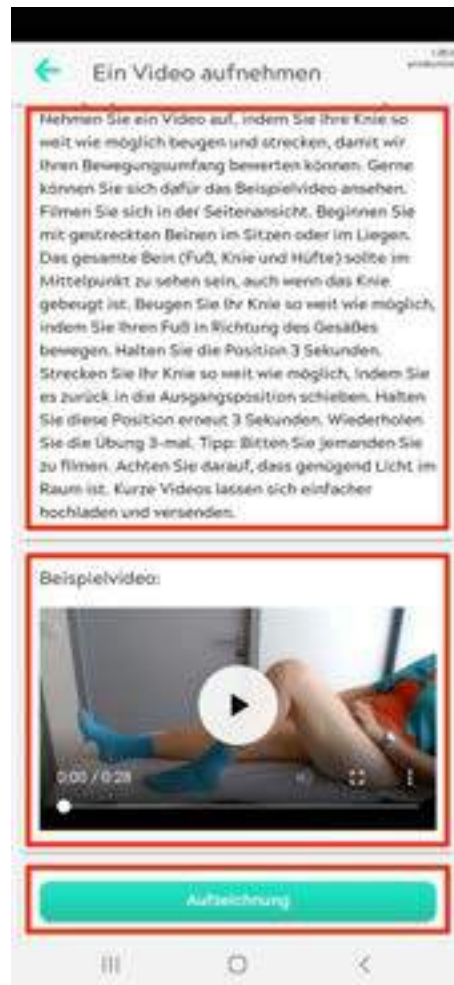 Ein Video aufnehmen
Nehmen Sie ein Video auf, indem Sie Ihre Knie so
weit wie möglich beugen und strecken, damit wir
Ihren Bewegungsumfang bewerten können. Gerne
können Sie sich dafür das Beispielvideo ansehen.
Filmen Sie sich in der Seitenansicht. Beginnen Sie
mit gestreckten Beinen im Sitzen oder im Liegen.
Das gesamte Bein (Fuß, Knie und Hüfte) sollte im
Mittelpunkt zu sehen sein, auch wenn das Knie
gebeugt ist. Beugen Sie Ihr Knie so weit wie möglich,
indem Sie Ihren Fuß in Richtung des Gesäßes
bewegen. Halten Sie die Position 3 Sekunden.
Strecken Sie Ihr Knie so weit wie möglich, indem Sie
es zurück in die Ausgangsposition schieben. Halten
Sie diese Position erneut 3 Sekunden. Wiederholen
Sie die Übung 3-mal. Tipp: Bitten Sie jemanden Sie
zu filmen. Achten Sie darauf, dass genügend Licht im
Raum ist. Kurze Videos lassen sich einfacher
hochladen und versenden.
Beispielvideo:
0:00 / 0:28
Aufzeichnung